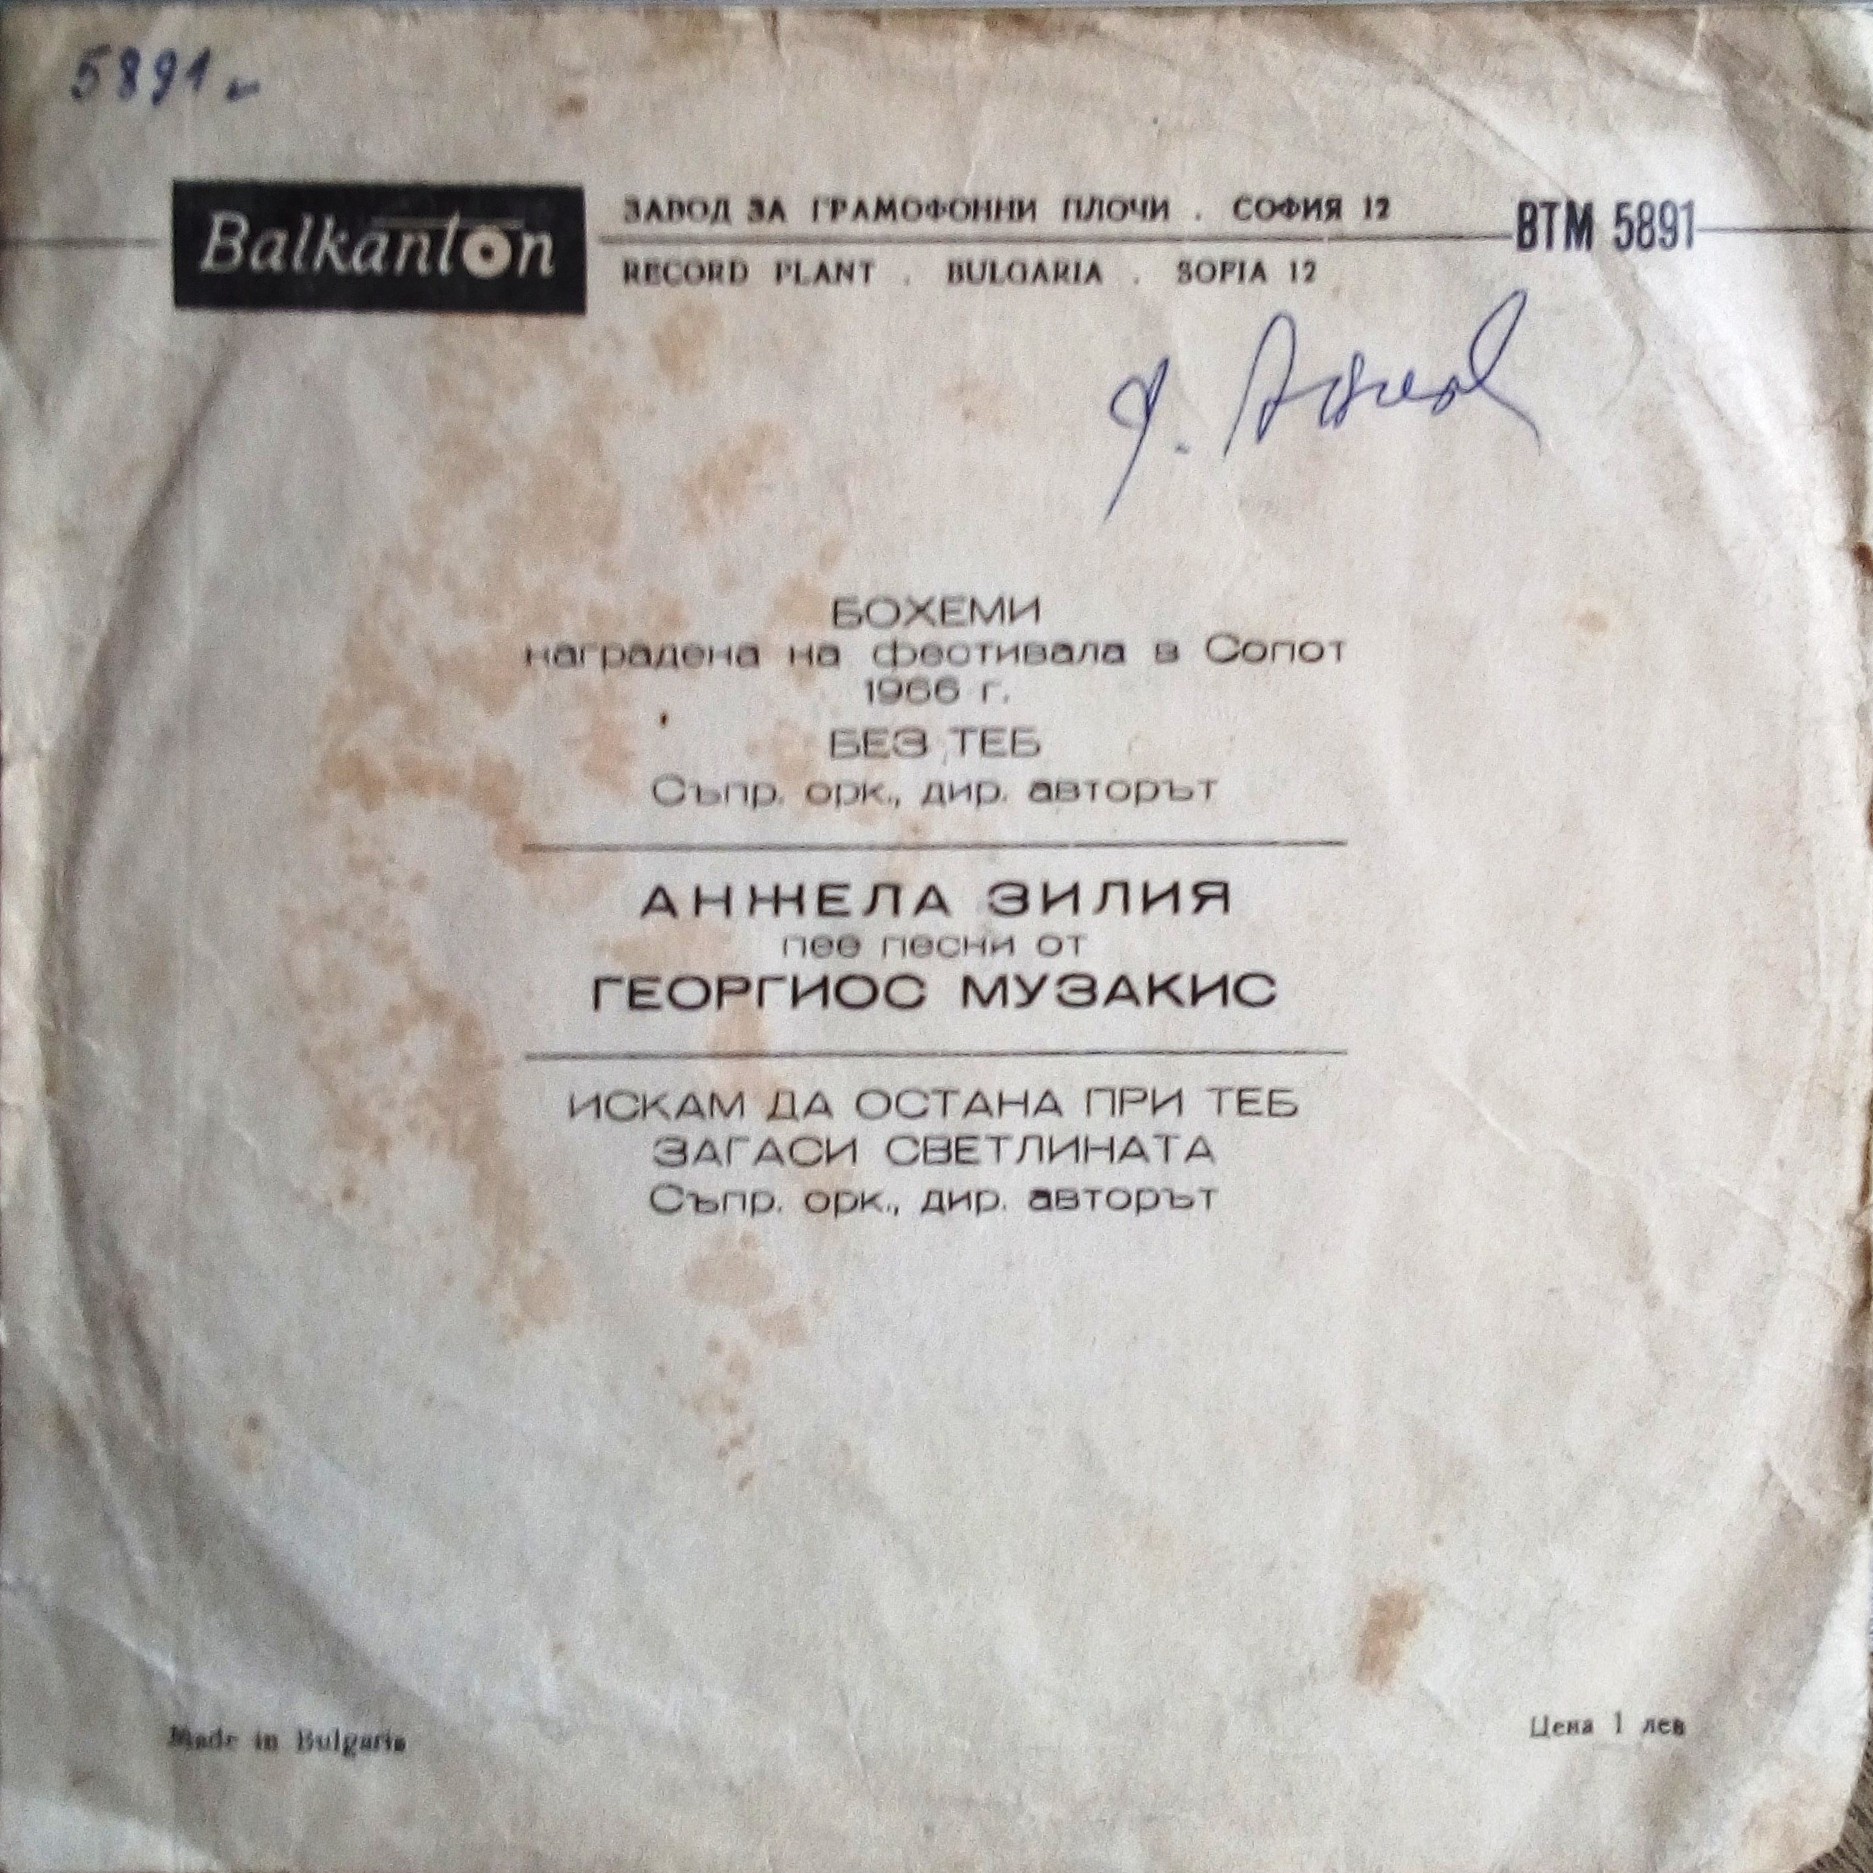 5891
Balkanton
ЗАВОД ЗА ГРАМОФОННИ ПЛОЧИ . СОФИЯ 12
RECORD PLANT . BULGARIA . SOFIA 12
ВТМ 5891
БОХЕМИ
наградена на фестивала в Сопот
1966 г.
БЕЗ ТЕБ
Съпр. орк., дир. авторът
АНЖЕЛА ЗИЛИЯ
пее песни от
ГЕОРГИОС МУЗАКИС
ИСКАМ ДА ОСТАНА ПРИ ТЕБ
ЗАГАСИ СВЕТЛИНАТА
Съпр. орк., дир. авторът
Made in Bulgaria
Цена 1 лев